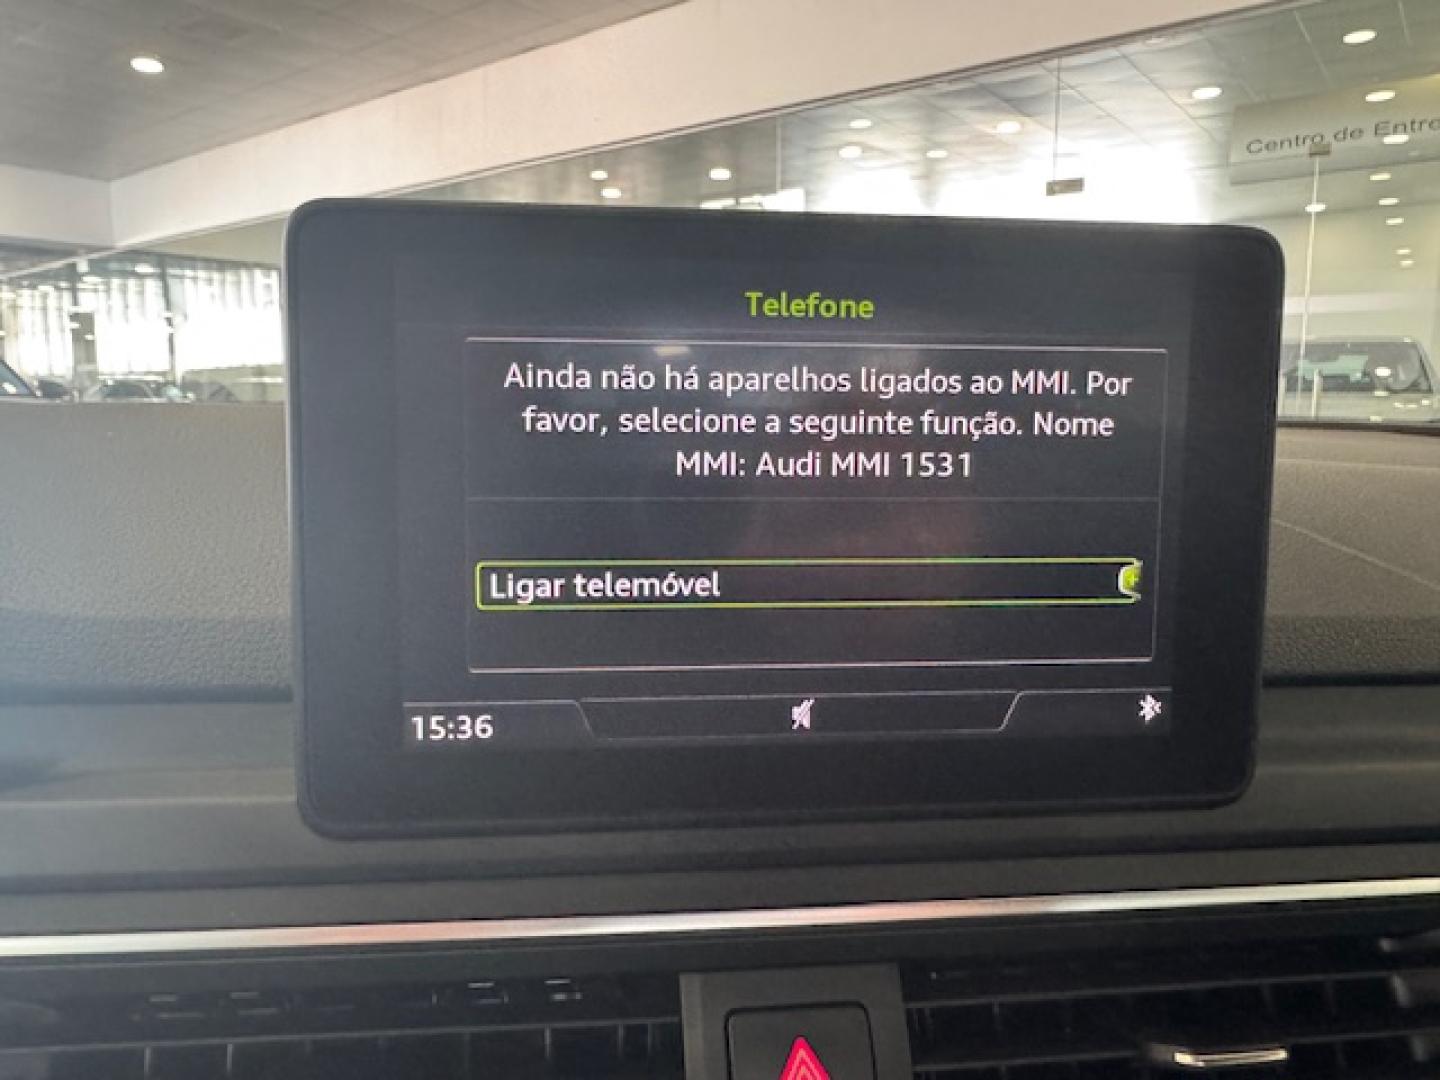 Centro de Entre
Telefone
Ainda não há aparelhos ligados ao MMI. Por
favor, selecione a seguinte função. Nome
MMI: Audi MMI 1531
Ligar telemóvel
15:36